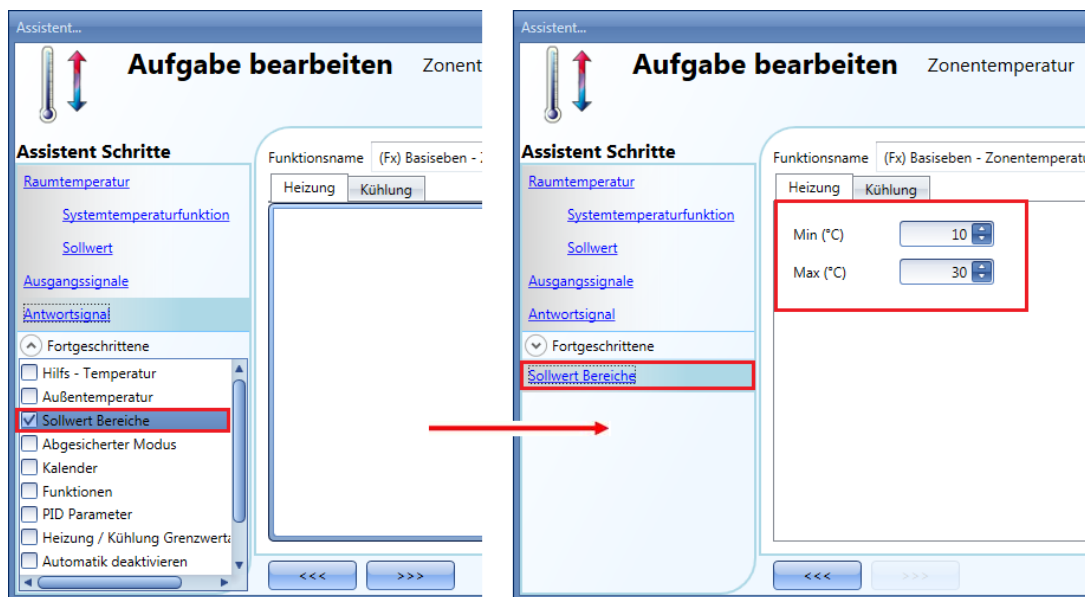 Assistent...
Aufgabe bearbeiten Zonent
Assistent Schritte
Raumtemperatur
Systemtemperaturfunktion
Sollwert
Ausgangssignale
Antwortsignal
Fortgeschrittene
Hilfs - Temperatur
Außentemperatur
Sollwert Bereiche
Abgesicherter Modus
Kalender
Funktionen
PID Parameter
Heizung / Kühlung Grenzwerta
Automatik deaktivieren
Funktionsname (Fx) Basiseben -
Heizung Kühlung
<<< >>>
Assistent...
Aufgabe bearbeiten Zonentemperatur
Assistent Schritte
Raumtemperatur
Systemtemperaturfunktion
Sollwert
Ausgangssignale
Antwortsignal
Fortgeschrittene
Sollwert Bereiche
Funktionsname (Fx) Basiseben - Zonentemperatu
Heizung Kühlung
Min (°C) 10
Max (°C) 30
<<< >>>